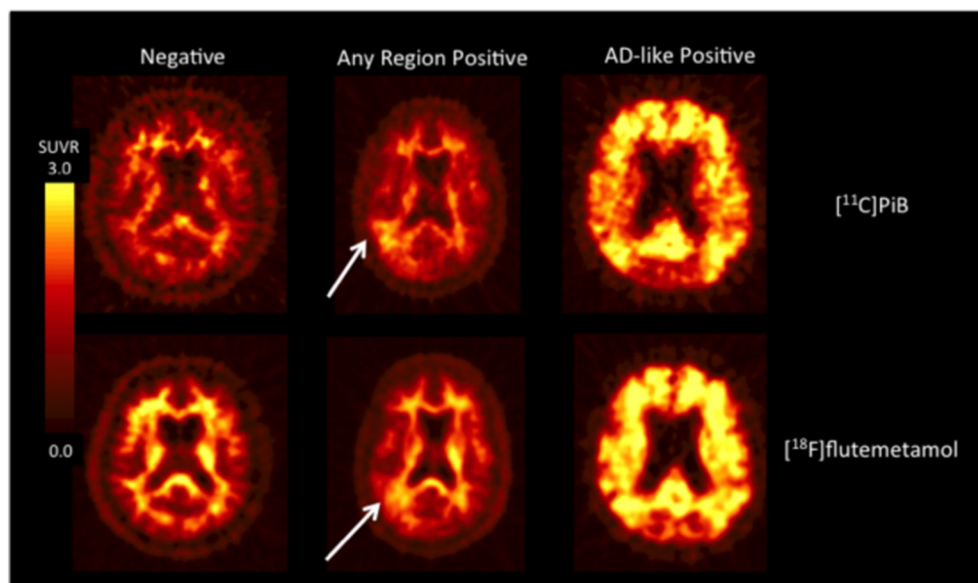 Negative
Any Region Positive
AD-like Positive
SUVR
3.0
[¹¹C]PiB
0.0
[¹⁸F]flutemetamol